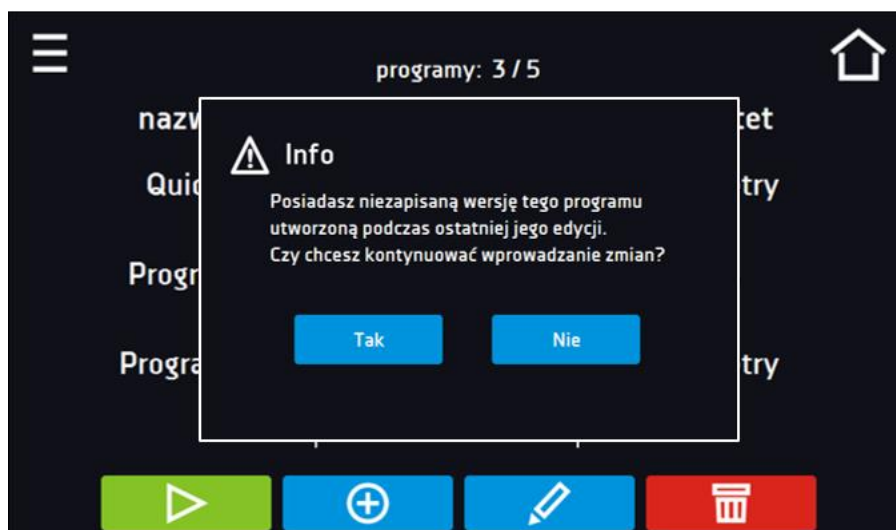 programy: 3 / 5
Info
Posiadasz niezapisaną wersję tego programu
utworzoną podczas ostatniej jego edycji.
Czy chcesz kontynuować wprowadzanie zmian?
Tak
Nie